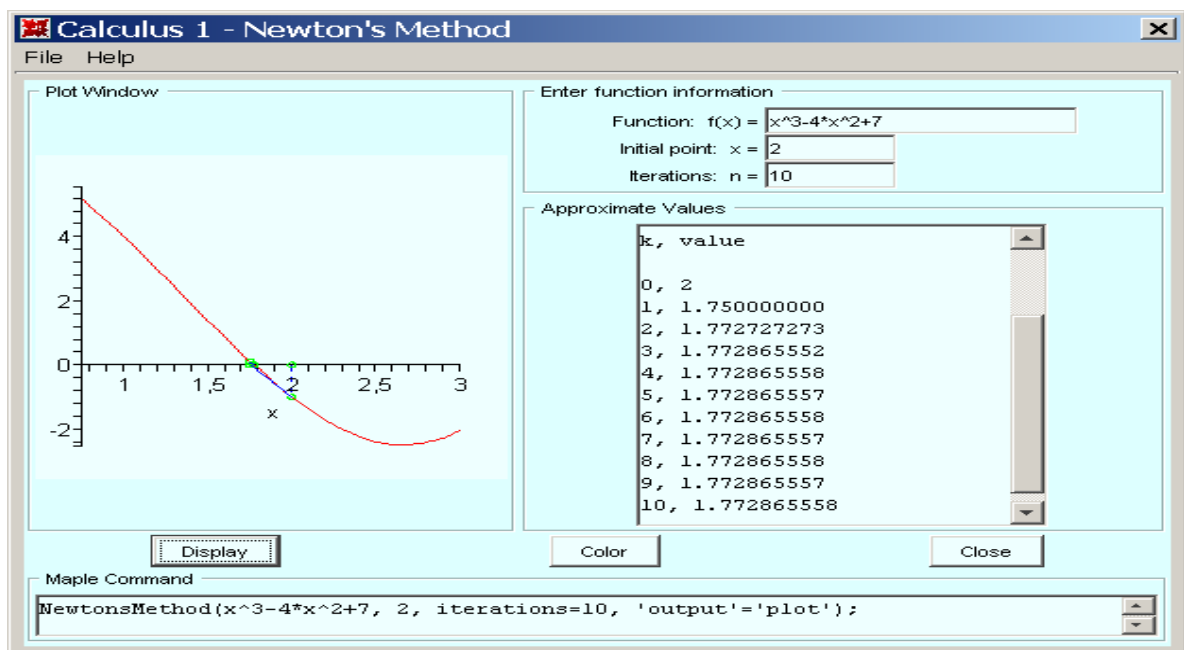 Calculus 1 - Newton's Method
File Help
Plot Window
4
2
0
-2
1 1,5 2 2,5 3
x
Enter function information
Function: f(x) = x^3-4*x^2+7
Initial point: x = 2
Iterations: n = 10
Approximate Values
k, value
0, 2
1, 1.750000000
2, 1.772727273
3, 1.772865552
4, 1.772865558
5, 1.772865557
6, 1.772865558
7, 1.772865557
8, 1.772865558
9, 1.772865557
10, 1.772865558
Display Color Close
Maple Command
NewtonsMethod(x^3-4*x^2+7, 2, iterations=10, 'output'='plot');